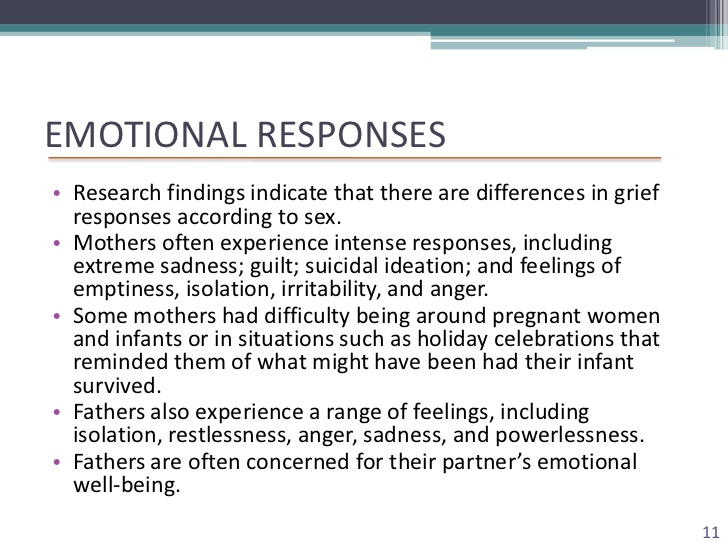 EMOTIONAL RESPONSES
• Research findings indicate that there are differences in grief
responses according to sex.
• Mothers often experience intense responses, including
extreme sadness; guilt; suicidal ideation; and feelings of
emptiness, isolation, irritability, and anger.
• Some mothers had difficulty being around pregnant women
and infants or in situations such as holiday celebrations that
reminded them of what might have been had their infant
survived.
• Fathers also experience a range of feelings, including
isolation, restlessness, anger, sadness, and powerlessness.
• Fathers are often concerned for their partner’s emotional
well-being.
11